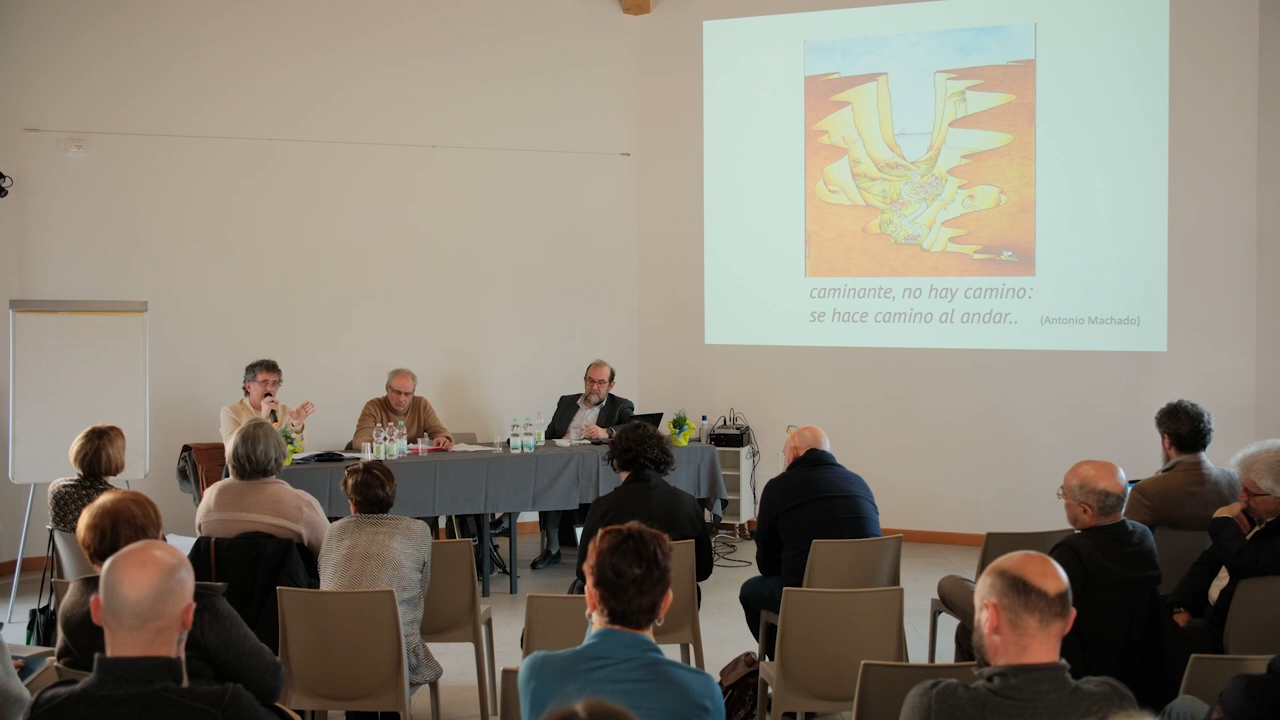 caminante, no hay camino:
se hace camino al andar..
(Antonio Machado)